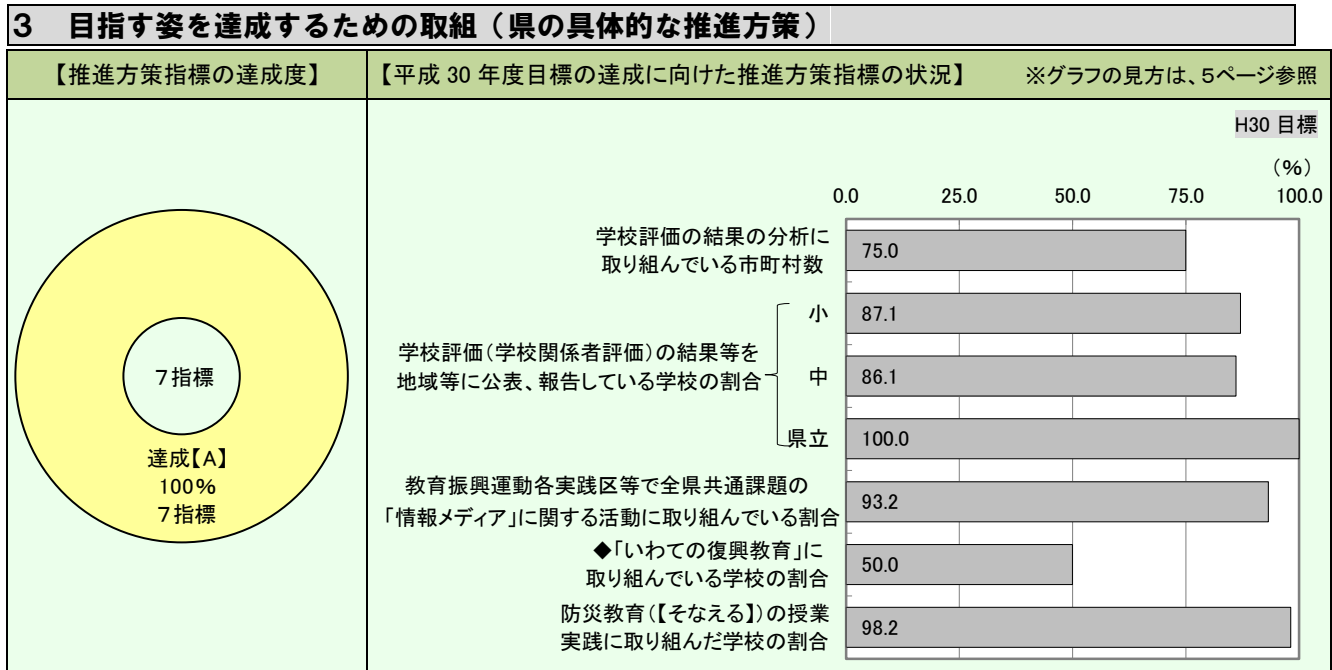 3 目指す姿を達成するための取組（県の具体的な推進方策）
【推進方策指標の達成度】
【平成 30 年度目標の達成に向けた推進方策指標の状況】 ※グラフの見方は、5ページ参照
7指標
達成【A】
100%
7指標
H30 目標
（%）
0.0 25.0 50.0 75.0 100.0
学校評価の結果の分析に
取り組んでいる市町村数
75.0
小
87.1
学校評価（学校関係者評価）の結果等を
地域等に公表、報告している学校の割合
中
86.1
県立
100.0
教育振興運動各実践区等で全県共通課題の
「情報メディア」に関する活動に取り組んでいる割合
93.2
◆「いわての復興教育」に
取り組んでいる学校の割合
50.0
防災教育（【そなえる】）の授業
実践に取り組んだ学校の割合
98.2